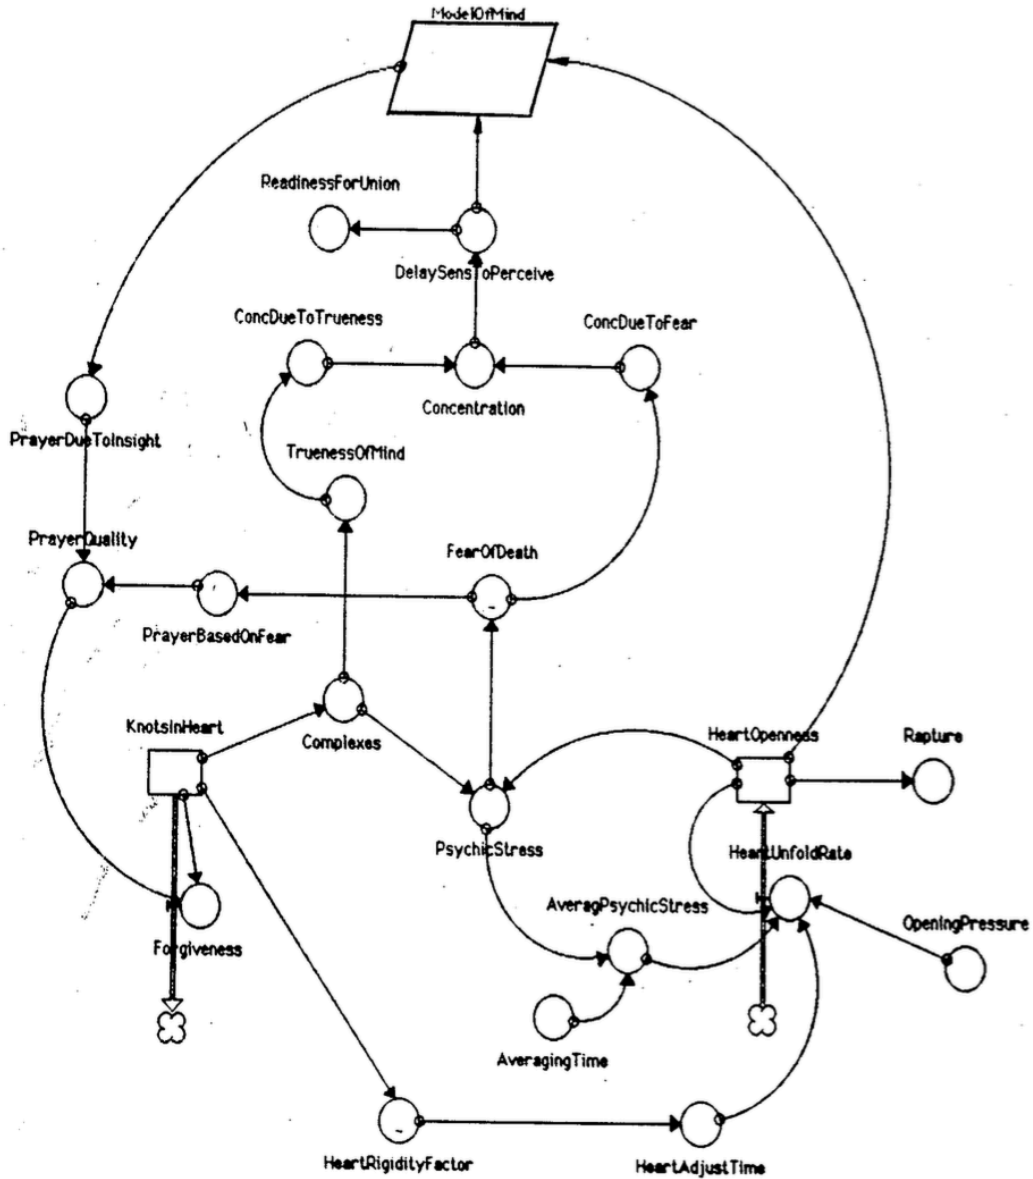 ModelOfMind
ReadinessForUnion
DelaySensToPerceive
ConcDueToTrueness
ConcDueToFear
Concentration
PrayerDueToInsight
TruenessOfMind
PrayerQuality
FearOfDeath
PrayerBasedOnFear
KnotsInHeart
Complexes
HeartOpenness
Rapture
PsychicStress
HeartUnfoldRate
AveragPsychicStress
OpeningPressure
Forgiveness
AveragingTime
HeartRigidityFactor
HeartAdjustTime